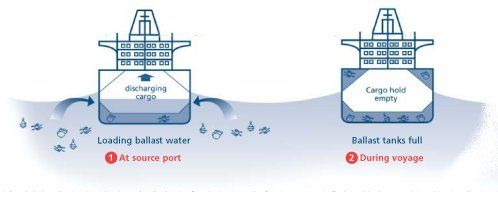 discharging
cargo
Cargo hold
empty
Loading ballast water
Ballast tanks full
1 At source port
2 During voyage